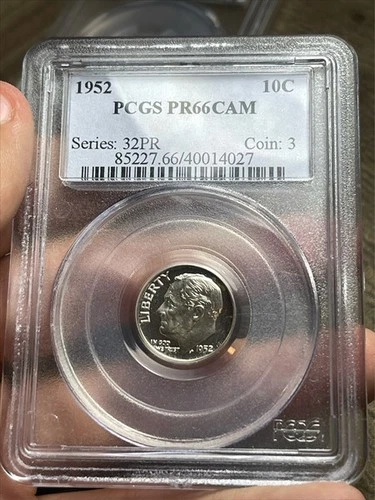 1952 10C
PCGS PR66CAM
Series: 32PR Coin: 3
85227.66/40014027
LIBERTY
IN GOD
WE TRUST
1952
PCGS